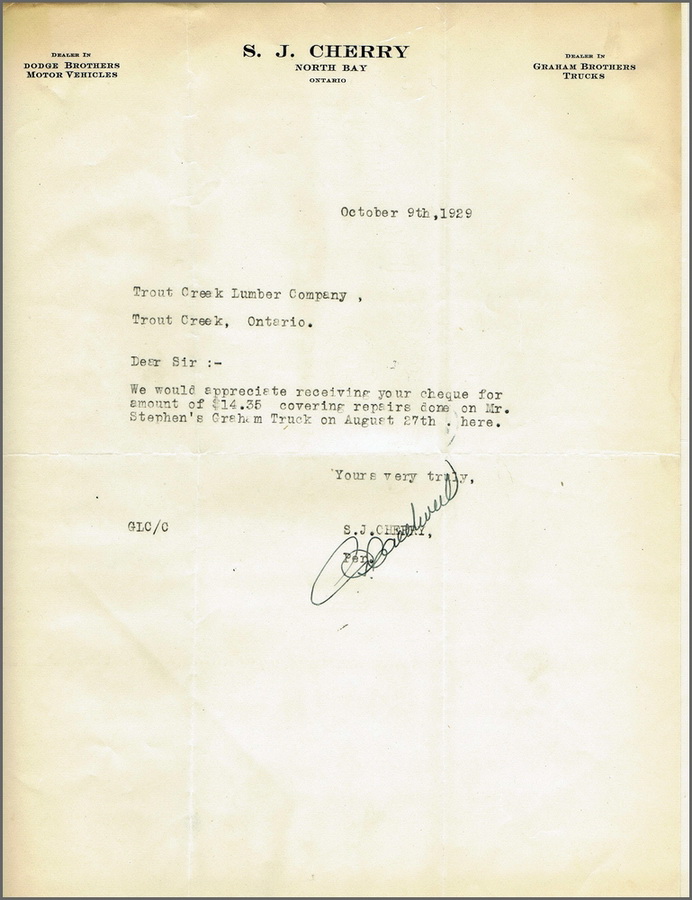 DEALER IN
DODGE BROTHERS
MOTOR VEHICLES
S. J. CHERRY
NORTH BAY
ONTARIO
DEALER IN
GRAHAM BROTHERS
TRUCKS
October 9th,1929
Trout Creek Lumber Company ,
Trout Creek, Ontario.
Dear Sir :-
We would appreciate receiving your cheque for
amount of $14.35 covering repairs done on Mr.
Stephen's Graham Truck on August 27th . here.
Yours very truly,
GLC/C
S.J.CHERRY,
Per.